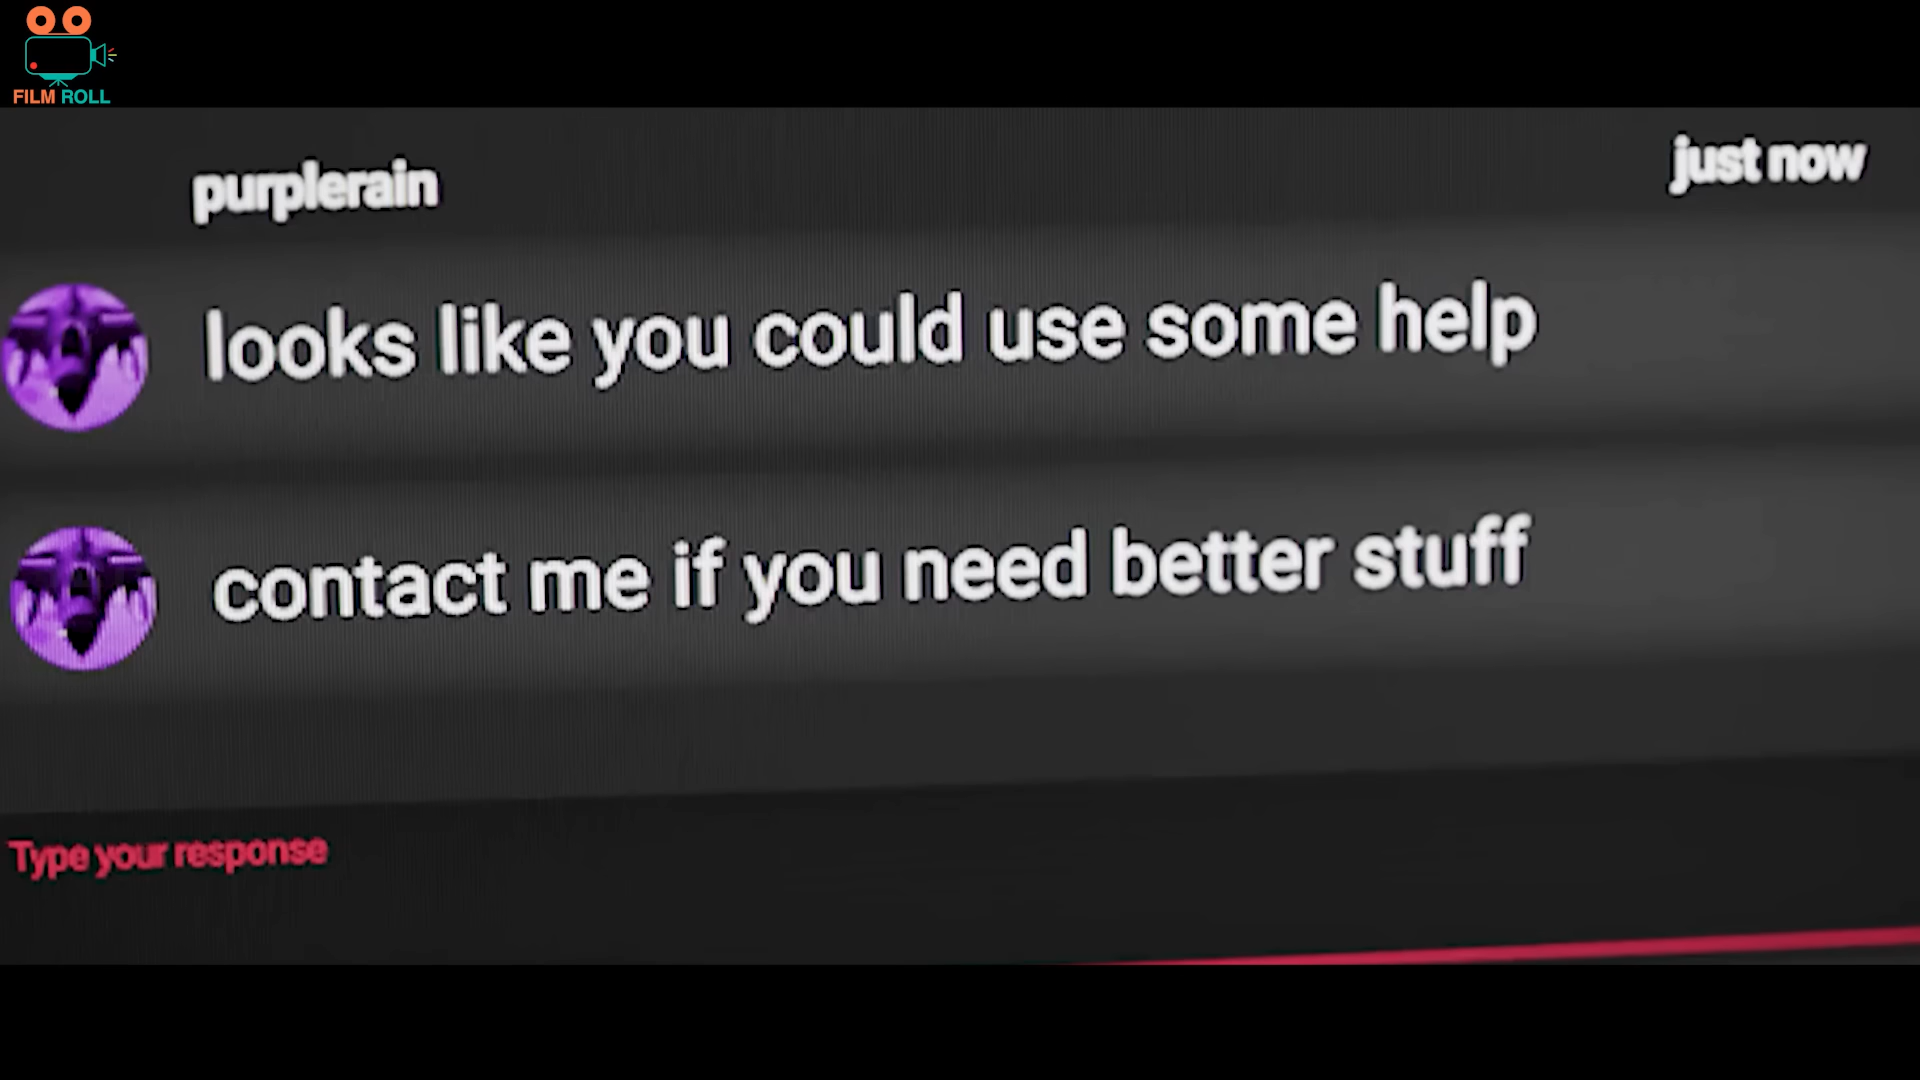 FILM ROLL
purplerain
just now
looks like you could use some help
contact me if you need better stuff
Type your response